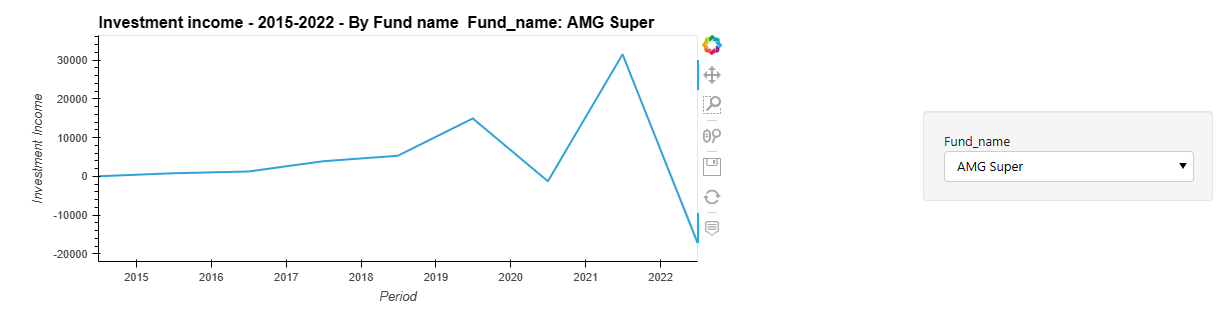 Investment income - 2015-2022 - By Fund name  Fund_name: AMG Super
30000
20000
10000
0
-10000
-20000
Investment Income
2015 2016 2017 2018 2019 2020 2021 2022
Period
Fund_name
AMG Super